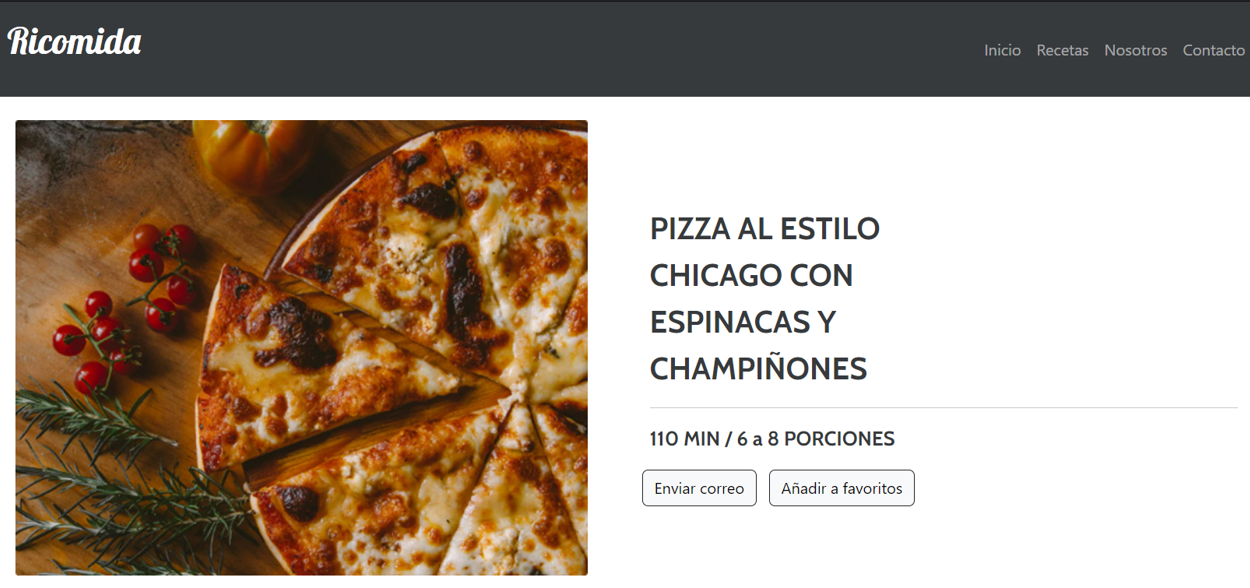 Ricomida
Inicio Recetas Nosotros Contacto
PIZZA AL ESTILO
CHICAGO CON
ESPINACAS Y
CHAMPIÑONES
110 MIN / 6 a 8 PORCIONES
Enviar correo Añadir a favoritos